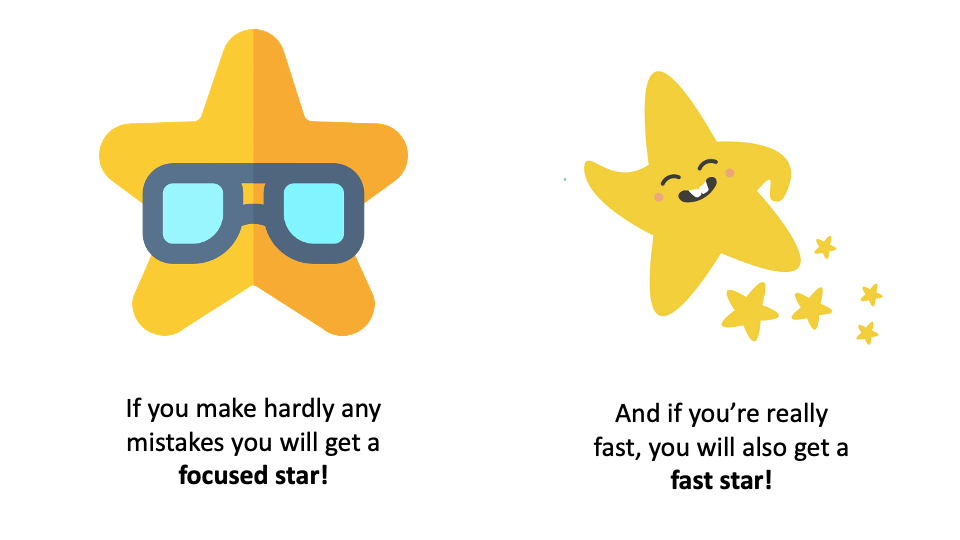 If you make hardly any
mistakes you will get a
focused star!
And if you’re really
fast, you will also get a
fast star!